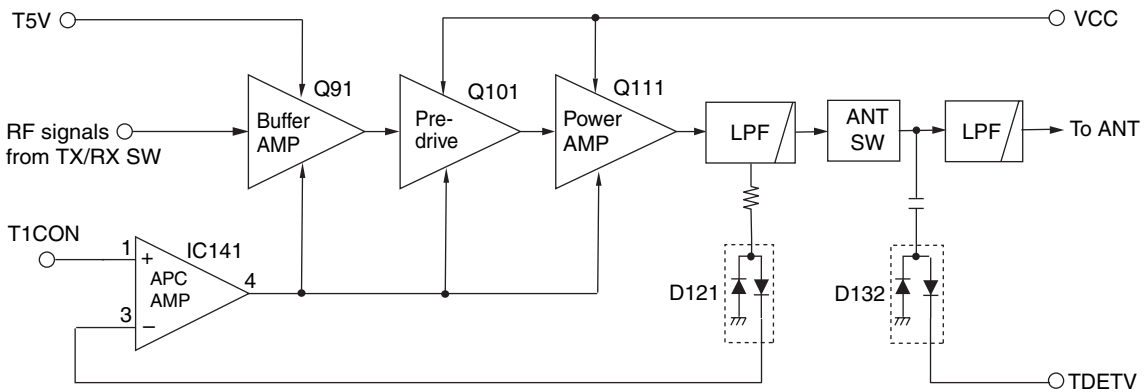 T5V
VCC
Q91
Q101
Q111
RF signals
from TX/RX SW
Buffer
AMP
Pre-
drive
Power
AMP
LPF
ANT
SW
LPF
To ANT
T1CON
IC141
1
+
APC
AMP
4
3
−
D121
D132
TDETV